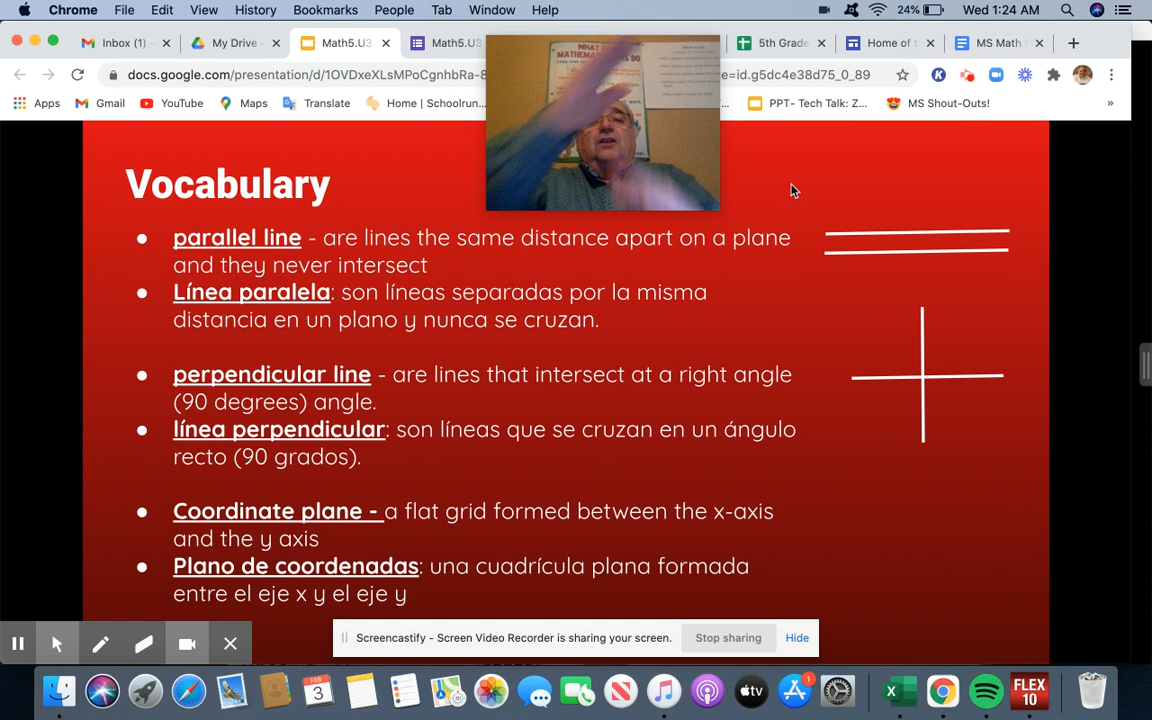 Chrome File Edit View History Bookmarks People Tab Window Help 24% Wed 1:24 AM
Inbox (1) - My Drive - Math5.U3 Math5.U3 5th Grade Home of MS Math
docs.google.com/presentation/d/1OVDxeXLsMPoCgnhbRa-8 e=id.g5dc4e38d75_0_89
Apps Gmail YouTube Maps Translate Home | Schoolrun... PPT- Tech Talk: Z... MS Shout-Outs! »
Vocabulary
● parallel line - are lines the same distance apart on a plane
and they never intersect
● Línea paralela: son líneas separadas por la misma
distancia en un plano y nunca se cruzan.
● perpendicular line - are lines that intersect at a right angle
(90 degrees) angle.
● línea perpendicular: son líneas que se cruzan en un ángulo
recto (90 grados).
● Coordinate plane - a flat grid formed between the x-axis
and the y axis
● Plano de coordenadas: una cuadrícula plana formada
entre el eje x y el eje y
Screencastify - Screen Video Recorder is sharing your screen. Stop sharing Hide
FEB
3
tv
1
X
FLEX
10